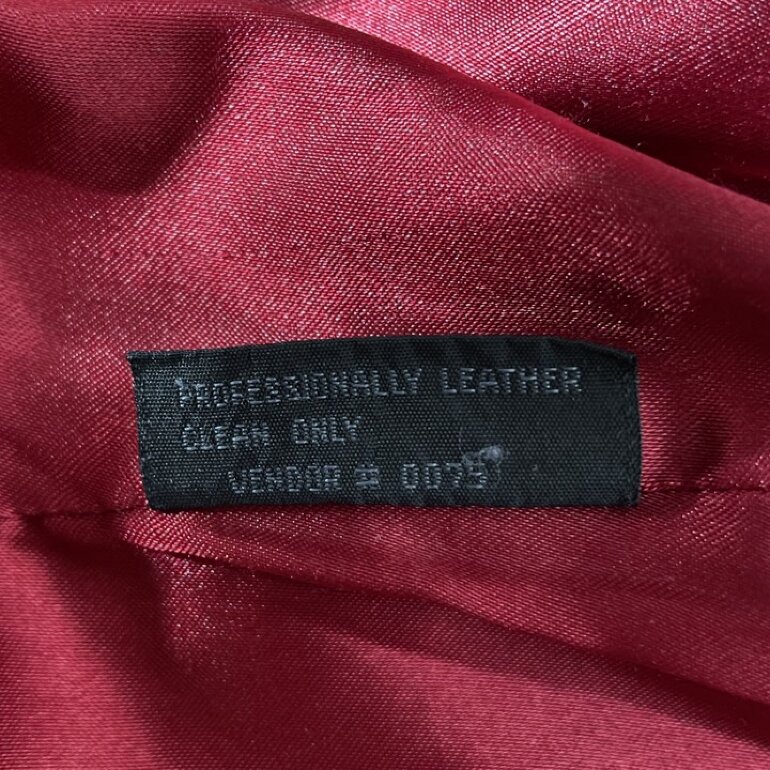 PROFESSIONALLY LEATHER
CLEAN ONLY
VENDOR # 0075